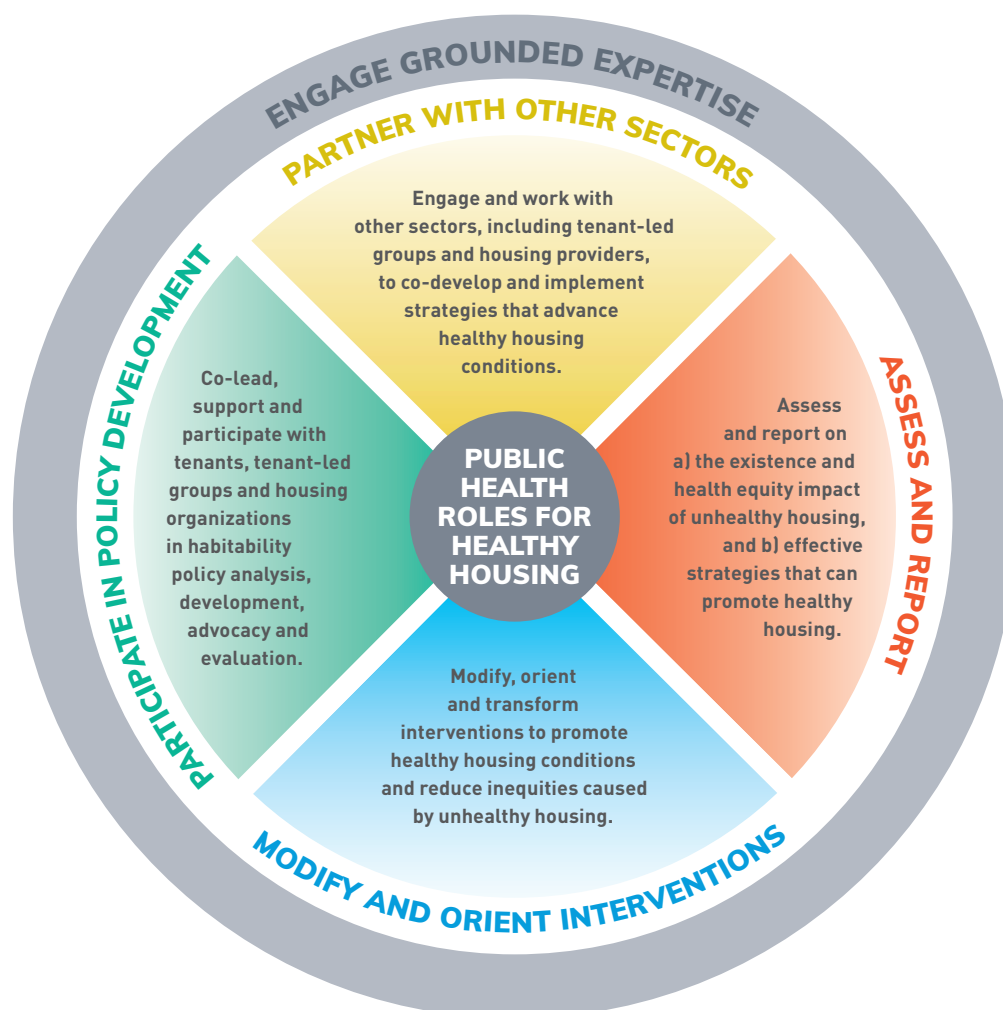 ENGAGE GROUNDED EXPERTISE
PARTNER WITH OTHER SECTORS
Engage and work with
other sectors, including tenant-led
groups and housing providers,
to co-develop and implement
strategies that advance
healthy housing
conditions.
ASSESS AND REPORT
Assess
and report on
a) the existence and
health equity impact
of unhealthy housing,
and b) effective
strategies that can
promote healthy
housing.
MODIFY AND ORIENT INTERVENTIONS
Modify, orient
and transform
interventions to promote
healthy housing conditions
and reduce inequities caused
by unhealthy housing.
PARTICIPATE IN POLICY DEVELOPMENT
Co-lead,
support and
participate with
tenants, tenant-led
groups and housing
organizations
in habitability
policy analysis,
development,
advocacy and
evaluation.
PUBLIC
HEALTH
ROLES FOR
HEALTHY
HOUSING